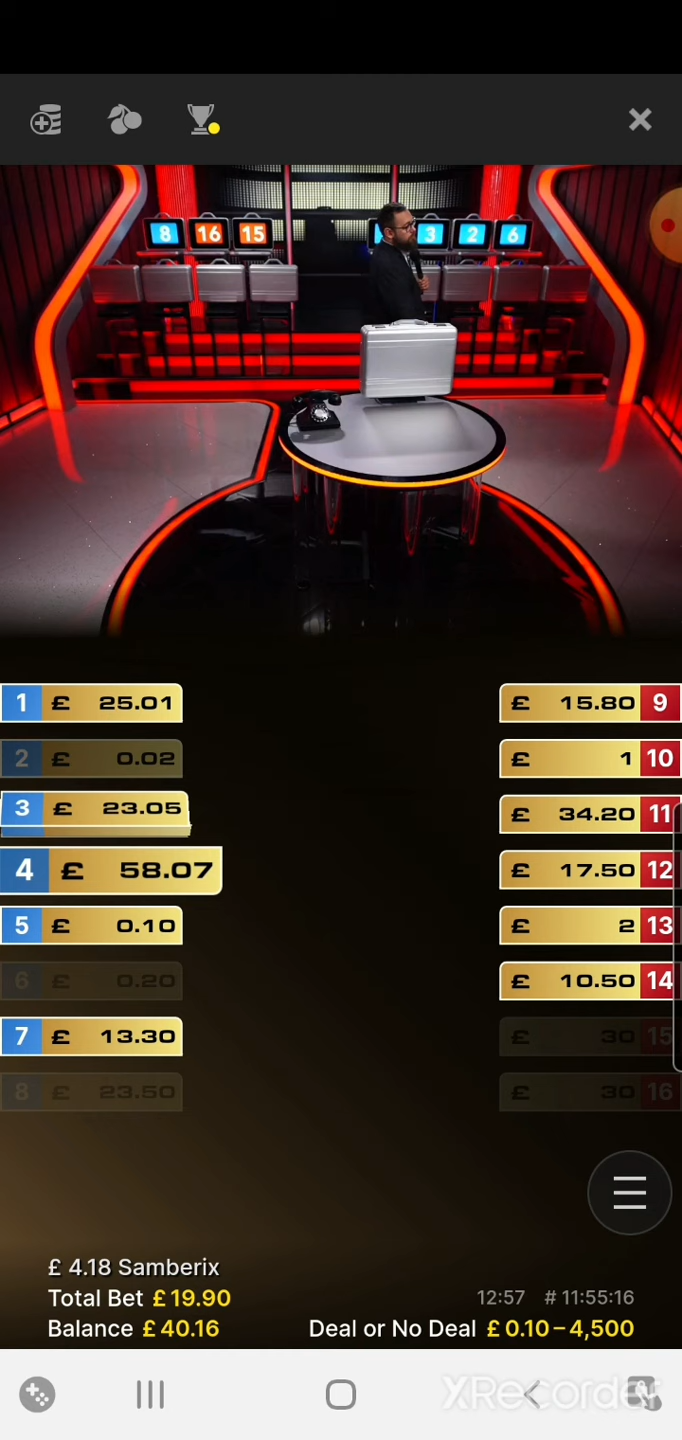 8 16 15 3 2 6
1 £ 25.01
2 £ 0.02
3 £ 23.05
4 £ 58.07
5 £ 0.10
6 £ 0.20
7 £ 13.30
8 £ 23.50
£ 15.80 9
£ 1 10
£ 34.20 11
£ 17.50 12
£ 2 13
£ 10.50 14
£ 30 15
£ 30 16
£ 4.18 Samberix
Total Bet £19.90
12:57 # 11:55:16
Balance £40.16
Deal or No Deal £0.10–4,500
XRecorder